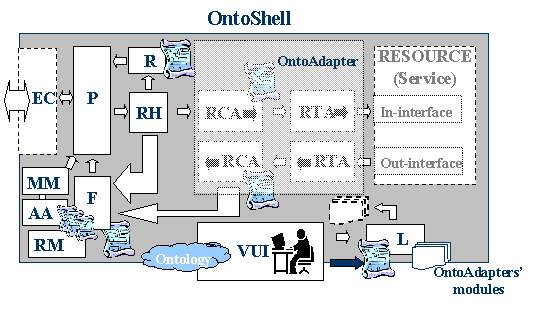 OntoShell
R
OntoAdapter
RESOURCE
(Service)
EC
P
RH
RCA
RTA
In-interface
RCA
RTA
Out-interface
MM
AA
F
RM
Ontology
VUI
L
OntoAdapters'
modules